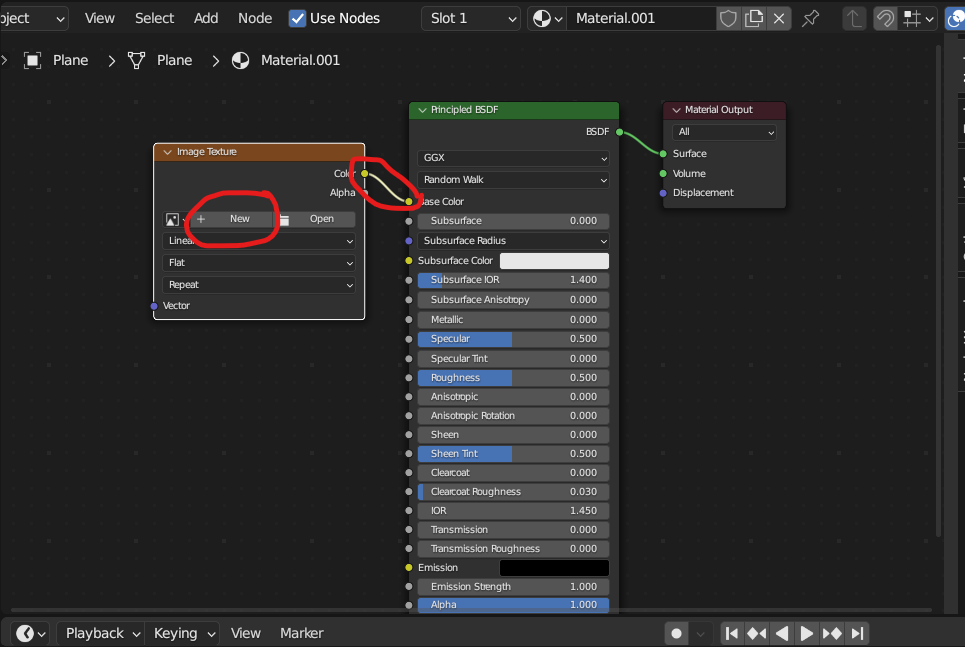 View Select Add Node Use Nodes Slot 1 Material.001
Plane Plane Material.001
Image Texture
Alpha
New Open
Flat
Repeat
Vector
Principled BSDF
BSDF
GGX
Random Walk
Base Color
Subsurface 0.000
Subsurface Radius
Subsurface Color
Subsurface IOR 1.400
Subsurface Anisotropy 0.000
Metallic 0.000
Specular 0.500
Specular Tint 0.000
Roughness 0.500
Anisotropic 0.000
Anisotropic Rotation 0.000
Sheen 0.000
Sheen Tint 0.500
Clearcoat 0.000
Clearcoat Roughness 0.030
IOR 1.450
Transmission 0.000
Transmission Roughness 0.000
Emission
Emission Strength 1.000
Alpha 1.000
Material Output
All
Surface
Volume
Displacement
Playback Keying View Marker